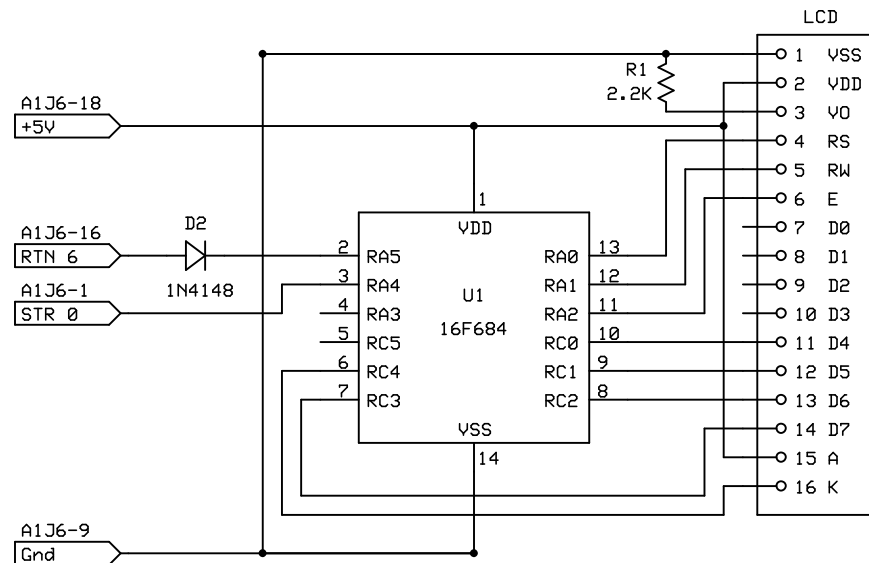 LCD
1 VSS
R1
2.2K
2 VDD
A1J6-18
+5V
3 VO
4 RS
5 RW
1
6 E
D2
VDD
7 D0
A1J6-16
RTN 6
2 RA5
RA0 13
8 D1
1N4148
A1J6-1
STR 0
3 RA4
U1
RA1 12
9 D2
4 RA3
16F684
RA2 11
10 D3
5 RC5
RC0 10
11 D4
6 RC4
RC1 9
12 D5
7 RC3
RC2 8
13 D6
VSS
14 D7
14
15 A
16 K
A1J6-9
Gnd